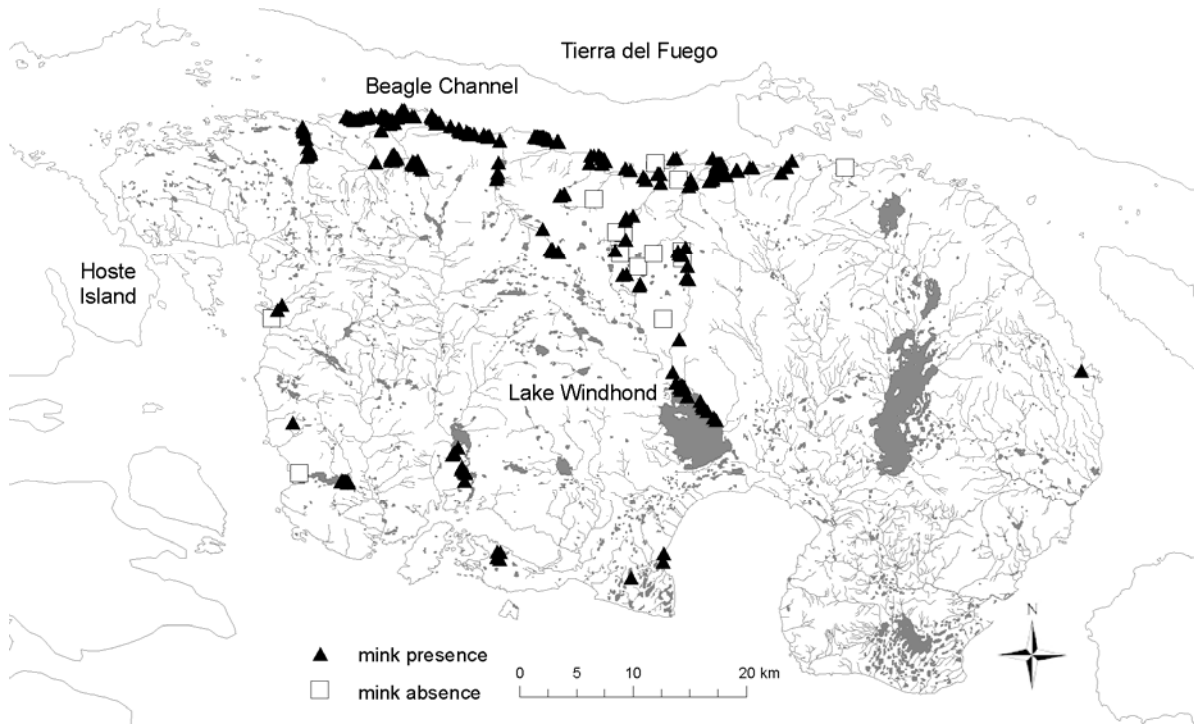 Tierra del Fuego
Beagle Channel
Hoste
Island
Lake Windhond
N
mink presence
mink absence
0 5 10 20 km